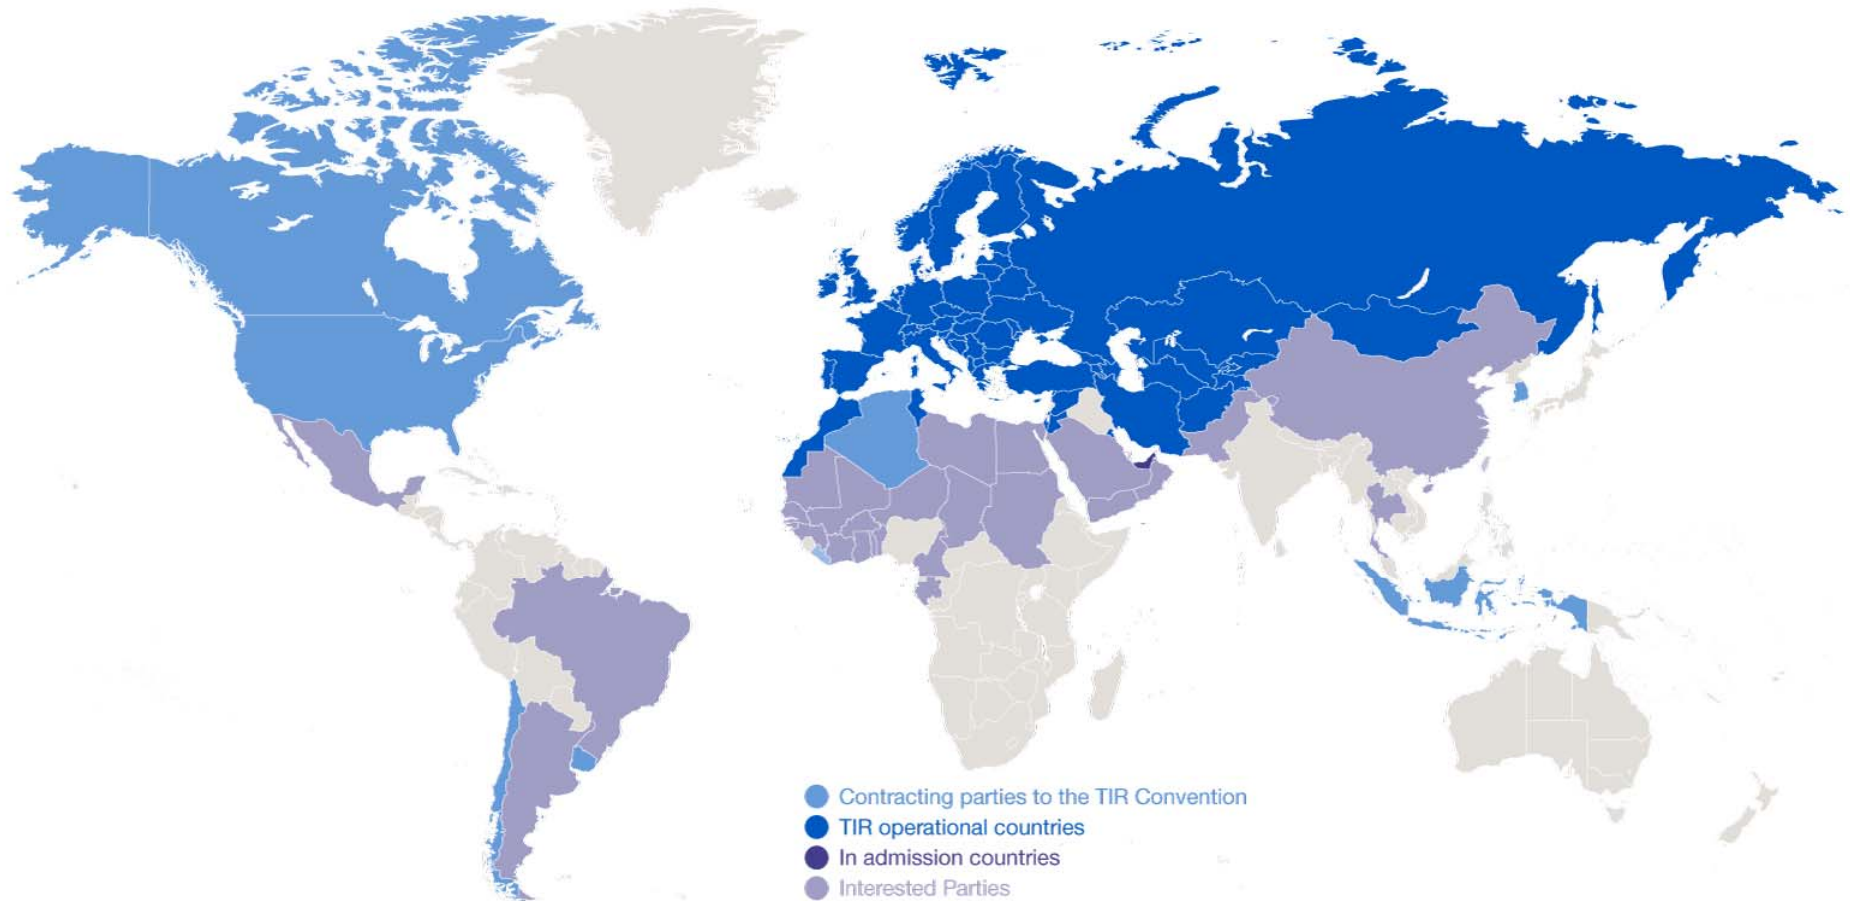 Contracting parties to the TIR Convention
TIR operational countries
In admission countries
Interested Parties